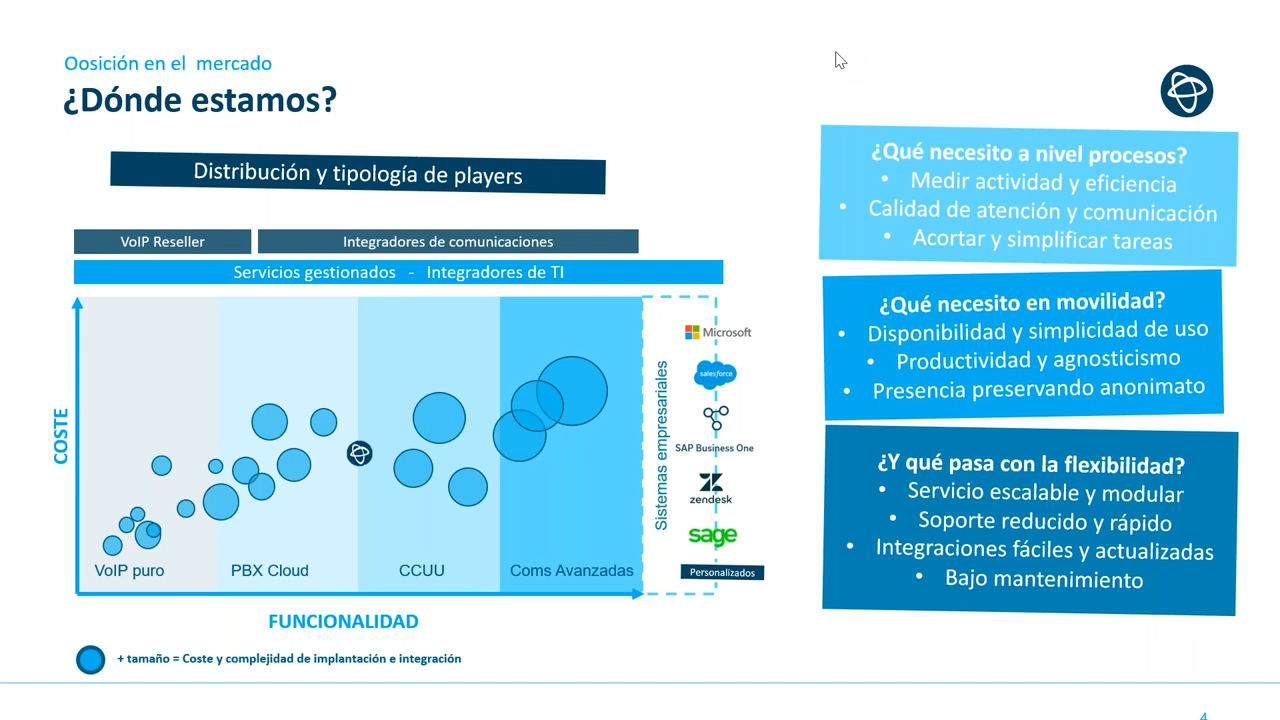 Oosición en el  mercado
¿Dónde estamos?
Distribución y tipología de players
VoIP Reseller
Integradores de comunicaciones
Servicios gestionados  -  Integradores de TI
COSTE
VoIP puro
PBX Cloud
CCUU
Coms Avanzadas
FUNCIONALIDAD
+ tamaño = Coste y complejidad de implantación e integración
Sistemas empresariales
Microsoft
salesforce
SAP Business One
zendesk
sage
Personalizados
¿Qué necesito a nivel procesos?
• Medir actividad y eficiencia
• Calidad de atención y comunicación
• Acortar y simplificar tareas
¿Qué necesito en movilidad?
• Disponibilidad y simplicidad de uso
• Productividad y agnosticismo
• Presencia preservando anonimato
¿Y qué pasa con la flexibilidad?
• Servicio escalable y modular
• Soporte reducido y rápido
• Integraciones fáciles y actualizadas
• Bajo mantenimiento
4